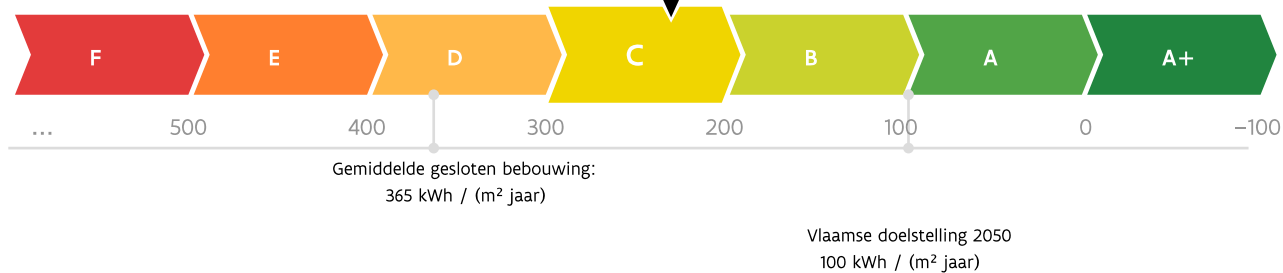 F E D C B A A+
... 500 400 300 200 100 0 −100
Gemiddelde gesloten bebouwing:
365 kWh / (m² jaar)
Vlaamse doelstelling 2050
100 kWh / (m² jaar)